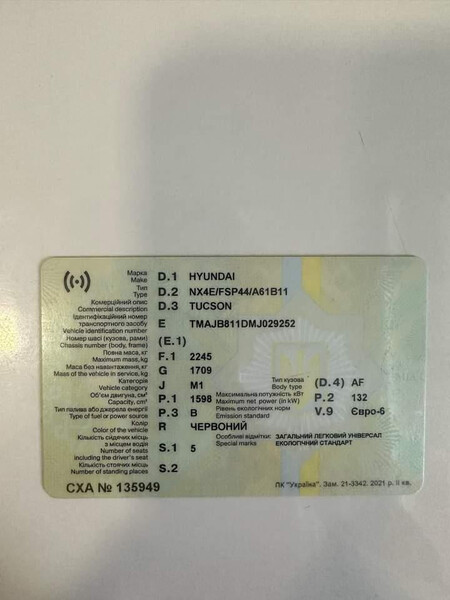 Марка D.1 HYUNDAI
Make
Тип D.2 NX4E/FSP44/A61B11
Type
Комерційний опис D.3 TUCSON
Commercial description
Ідентифікаційний номер
транспортного засобу E TMAJB811DMJ029252
Vehicle identification number
Номер шасі (кузова, рами) (E.1)
Chassis number (body, frame)
Повна маса, кг F.1 2245
Maximum mass, kg
Маса без навантаження, кг G 1709
Mass of the vehicle in service, kg
Категорія J M1 Тип кузова (D.4) AF
Vehicle category Body type
Об'єм двигуна, см³ P.1 1598 Максимальна потужність кВт P.2 132
Capacity, cm³ Maximum net power (in kW)
Тип палива або джерела енергії P.3 B Рівень екологічних норм V.9 Євро-6
Type of fuel or power source Emission standard
Колір R ЧЕРВОНИЙ
Color of the vehicle
Кількість сидячих місць Особливі відмітки: ЗАГАЛЬНИЙ ЛЕГКОВИЙ УНІВЕРСАЛ
з місцем водія S.1 5 Special marks ЕКОЛОГІЧНИЙ СТАНДАРТ
Number of seats
including the driver's seat
Кількість стоячих місць S.2
Number of standing places
СХА № 135949 ПК "Україна". Зам. 21-3342. 2021 р. II кв.